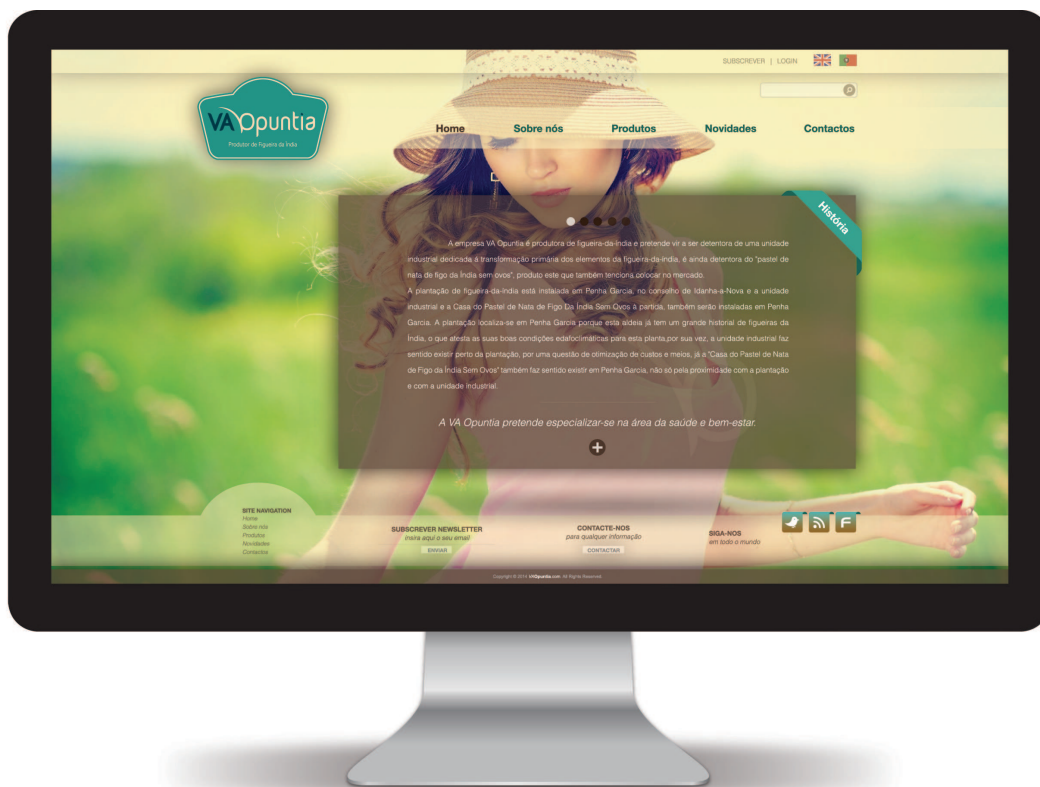 SUBSCREVER | LOGIN
VA Opuntia
Produtor de Figueira da Índia
Home Sobre nós Produtos Novidades Contactos
História
A empresa VA Opuntia é produtora de figueira-da-índia e pretende vir a ser detentora de uma unidade
industrial dedicada à transformação primária dos elementos da figueira-da-índia, é ainda detentora do "pastel de
nata de figo da Índia sem ovos", produto este que também tenciona colocar no mercado.
A plantação de figueira-da-índia está instalada em Penha Garcia, no conselho de Idanha-a-Nova e a unidade
industrial e a Casa do Pastel de Nata de Figo Da Índia Sem Ovos à partida, também serão instaladas em Penha
Garcia. A plantação localiza-se em Penha Garcia porque esta aldeia já tem um grande historial de figueiras da
Índia, o que atesta as suas boas condições edafoclimáticas para esta planta,por sua vez, a unidade industrial faz
sentido existir perto da plantação, por uma questão de otimização de custos e meios, já a "Casa do Pastel de Nata
de Figo da Índia Sem Ovos" também faz sentido existir em Penha Garcia, não só pela proximidade com a plantação
e com a unidade industrial.
A VA Opuntia pretende especializar-se na área da saúde e bem-estar.
SITE NAVIGATION
Home
Sobre nós
Produtos
Novidades
Contactos
SUBSCREVER NEWSLETTER
insira aqui o seu email
ENVIAR
CONTACTE-NOS
para qualquer informação
CONTACTAR
SIGA-NOS
em todo o mundo
Copyright © 2014 VAOpuntia.com. All Rights Reserved